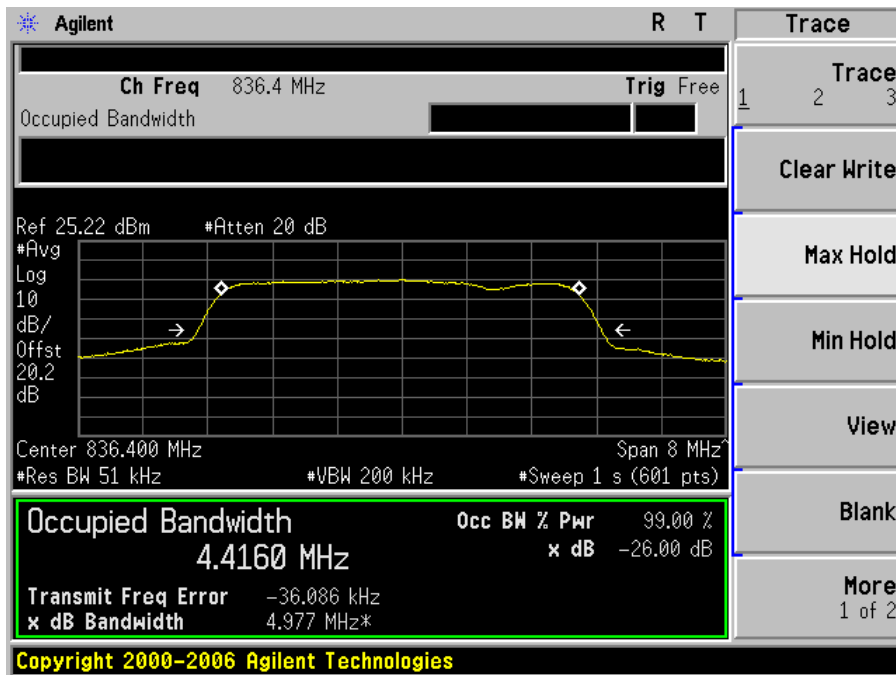 Agilent R T Trace
Ch Freq 836.4 MHz Trig Free
Occupied Bandwidth
Trace
1 2 3
Clear Write
Max Hold
Min Hold
View
Blank
More
1 of 2
Ref 25.22 dBm #Atten 20 dB
#Avg
Log
10
dB/
Offst
20.2
dB
Center 836.400 MHz Span 8 MHz^
#Res BW 51 kHz #VBW 200 kHz #Sweep 1 s (601 pts)
Occupied Bandwidth Occ BW % Pwr 99.00 %
4.4160 MHz x dB -26.00 dB
Transmit Freq Error -36.086 kHz
x dB Bandwidth 4.977 MHz*
Copyright 2000-2006 Agilent Technologies